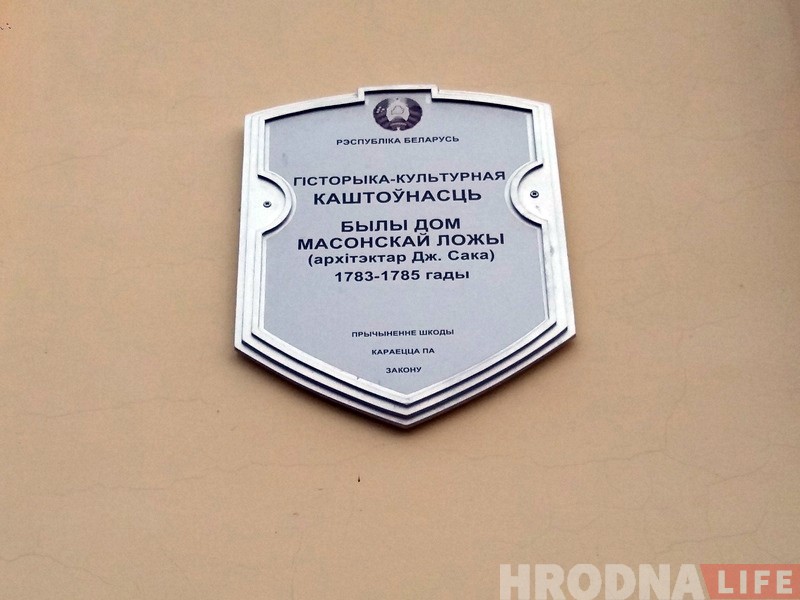 РЭСПУБЛІКА БЕЛАРУСЬ
ГІСТОРЫКА-КУЛЬТУРНАЯ
КАШТОЎНАСЦЬ
БЫЛЫ ДОМ
МАСОНСКАЙ ЛОЖЫ
(архітэктар Дж. Сака)
1783-1785 гады
ПРЫЧЫНЕННЕ ШКОДЫ
КАРАЕЦЦА ПА
ЗАКОНУ
HRODNA LIFE